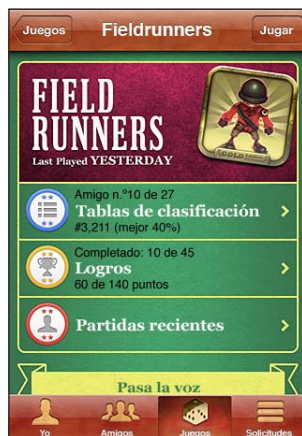 Juegos
Fieldrunners
Jugar
FIELD
RUNNERS
Last Played YESTERDAY
GOLD
Amigo n.º10 de 27
Tablas de clasificación
#3,211 (mejor 40%)
Completado: 10 de 45
Logros
60 de 140 puntos
Partidas recientes
Pasa la voz
Yo
Amigos
Juegos
Solicitudes